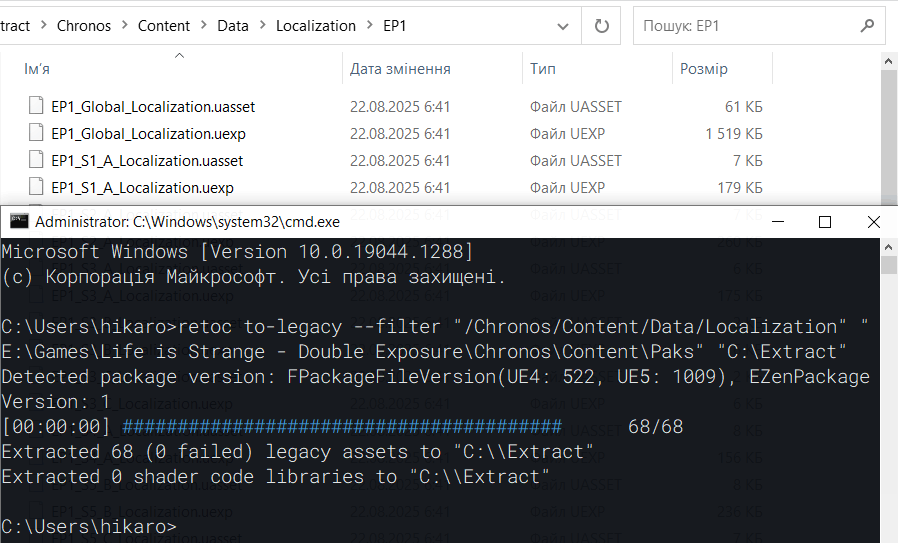 tract > Chronos > Content > Data > Localization > EP1
Пошук: EP1
Ім'я Дата змінення Тип Розмір
EP1_Global_Localization.uasset 22.08.2025 6:41 Файл UASSET 61 КБ
EP1_Global_Localization.uexp 22.08.2025 6:41 Файл UEXP 1 519 КБ
EP1_S1_A_Localization.uasset 22.08.2025 6:41 Файл UASSET 7 КБ
EP1_S1_A_Localization.uexp 22.08.2025 6:41 Файл UEXP 179 КБ
Administrator: C:\Windows\system32\cmd.exe
Microsoft Windows [Version 10.0.19044.1288]
(c) Корпорація Майкрософт. Усі права захищені.
C:\Users\hikaro>retoc to-legacy --filter "/Chronos/Content/Data/Localization" "
E:\Games\Life is Strange - Double Exposure\Chronos\Content\Paks" "C:\Extract"
Detected package version: FPackageFileVersion(UE4: 522, UE5: 1009), EZenPackage
Version: 1
[00:00:00] ######################################## 68/68
Extracted 68 (0 failed) legacy assets to "C:\\Extract"
Extracted 0 shader code libraries to "C:\\Extract"
C:\Users\hikaro>